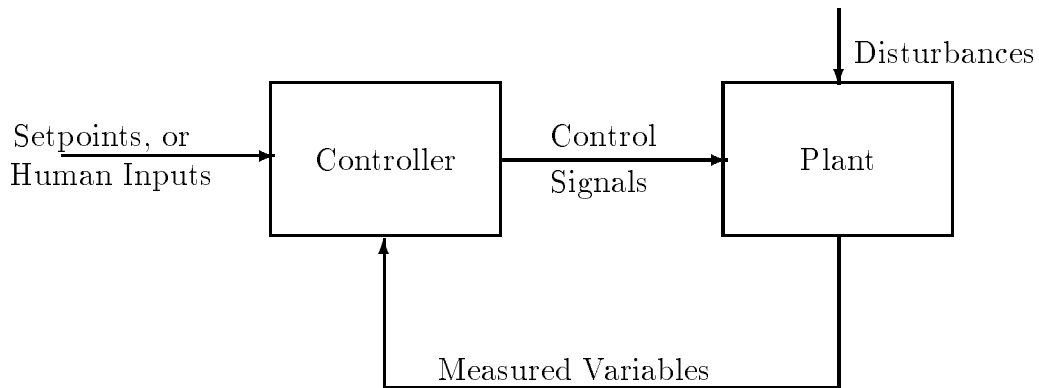 Disturbances
Setpoints, or
Human Inputs
Controller
Control
Signals
Plant
Measured Variables